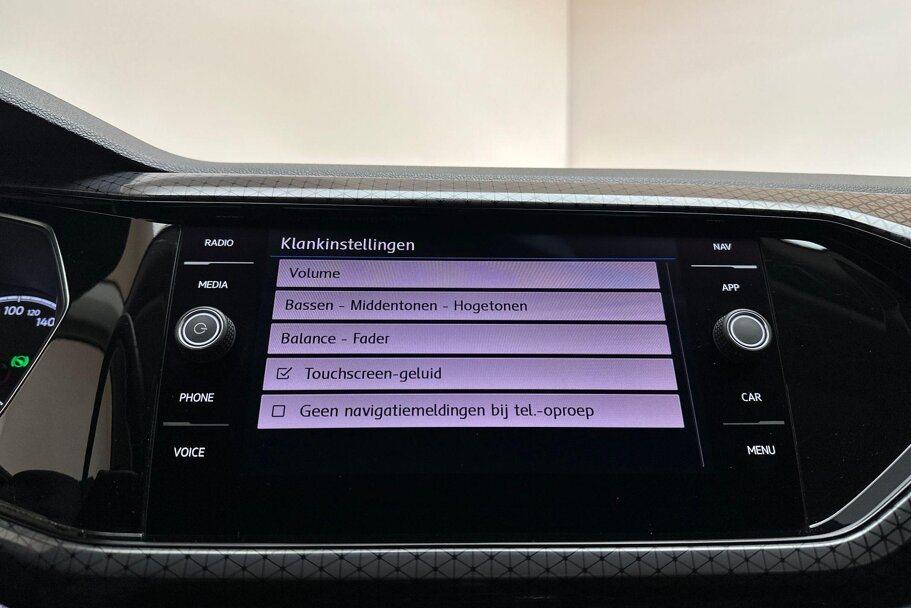 100 120
140
RADIO
MEDIA
PHONE
VOICE
Klankinstellingen
Volume
Bassen - Middentonen - Hogetonen
Balance - Fader
Touchscreen-geluid
Geen navigatiemeldingen bij tel.-oproep
NAV
APP
CAR
MENU